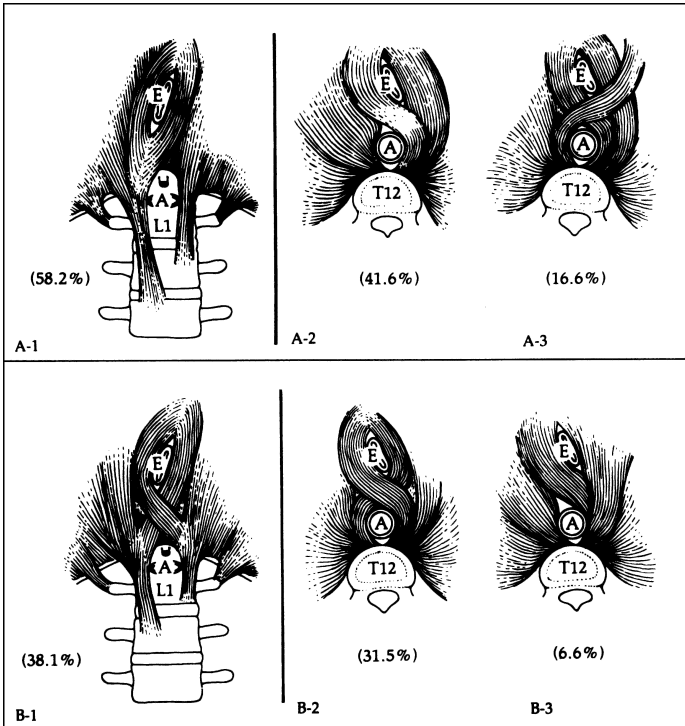 E
A
L1
(58.2%)
A-1
E
A
T12
(41.6%)
A-2
E
A
T12
(16.6%)
A-3
E
A
L1
(38.1%)
B-1
E
A
T12
(31.5%)
B-2
E
A
T12
(6.6%)
B-3